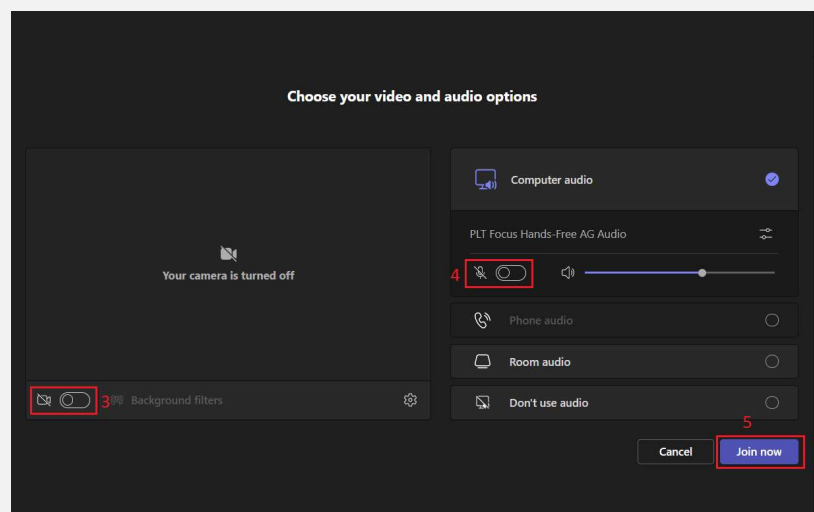 Choose your video and audio options
Your camera is turned off
3
Background filters
Computer audio
PLT Focus Hands-Free AG Audio
4
Phone audio
Room audio
Don't use audio
5
Cancel
Join now